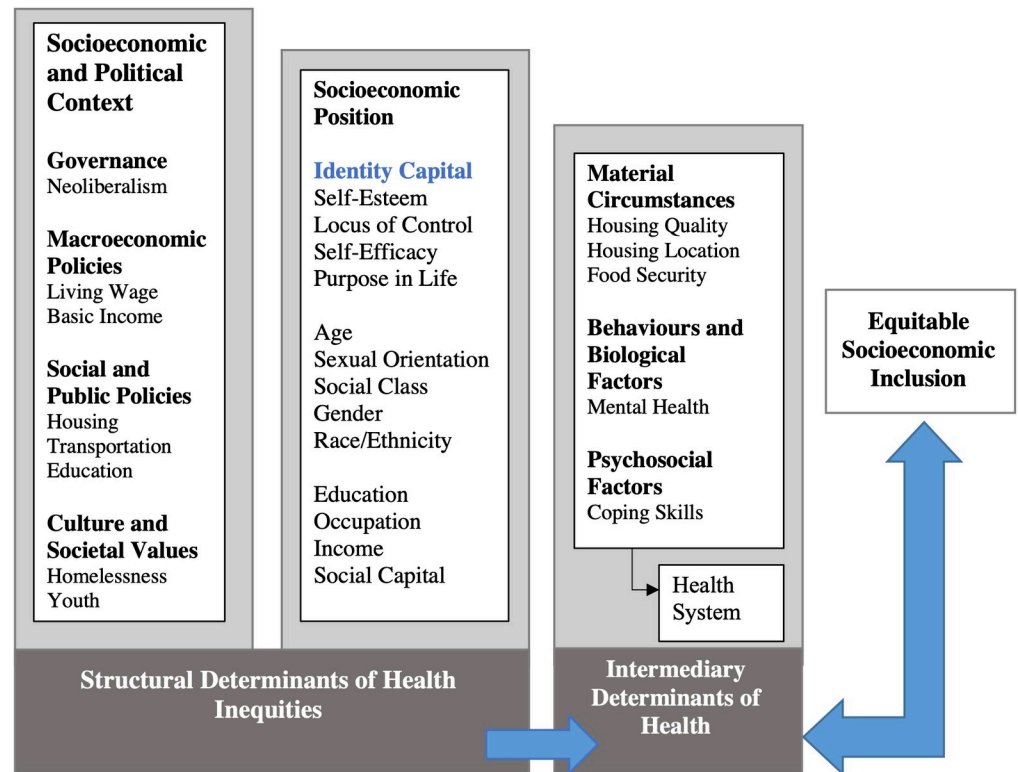 Socioeconomic
and Political
Context
Governance
Neoliberalism
Macroeconomic
Policies
Living Wage
Basic Income
Social and
Public Policies
Housing
Transportation
Education
Culture and
Societal Values
Homelessness
Youth
Socioeconomic
Position
Identity Capital
Self-Esteem
Locus of Control
Self-Efficacy
Purpose in Life
Age
Sexual Orientation
Social Class
Gender
Race/Ethnicity
Education
Occupation
Income
Social Capital
Structural Determinants of Health
Inequities
Material
Circumstances
Housing Quality
Housing Location
Food Security
Behaviours and
Biological
Factors
Mental Health
Psychosocial
Factors
Coping Skills
Health
System
Intermediary
Determinants of
Health
Equitable
Socioeconomic
Inclusion